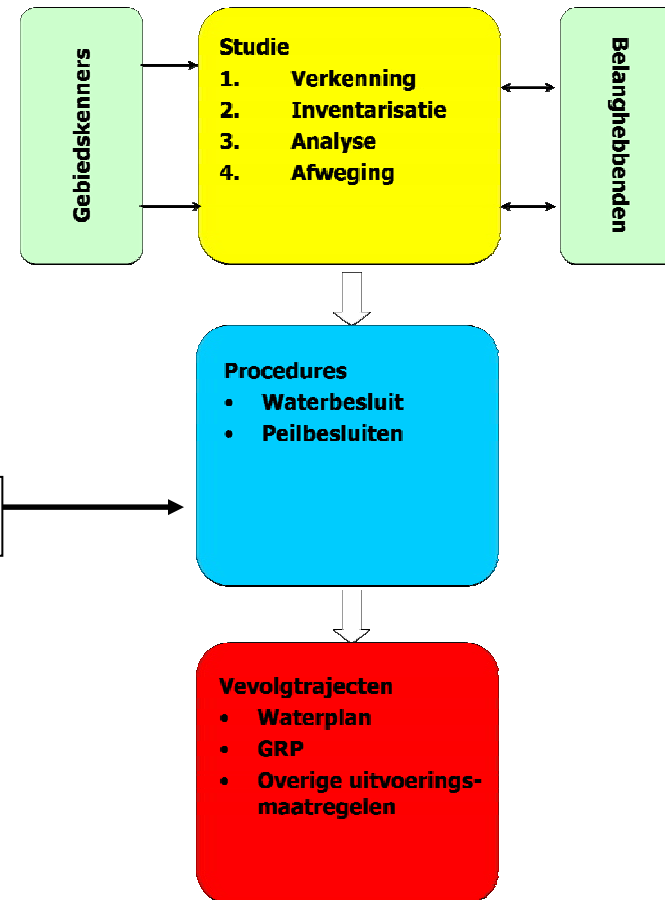 Gebiedskenners
Studie
1. Verkenning
2. Inventarisatie
3. Analyse
4. Afweging
Belanghebbenden
Procedures
• Waterbesluit
• Peilbesluiten
Vevolgtrajecten
• Waterplan
• GRP
• Overige uitvoerings-
maatregelen